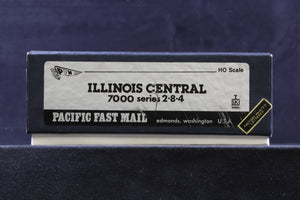 HO Scale
ILLINOIS CENTRAL
7000 series 2-8-4
PACIFIC FAST MAIL
edmonds, washington U.S.A.